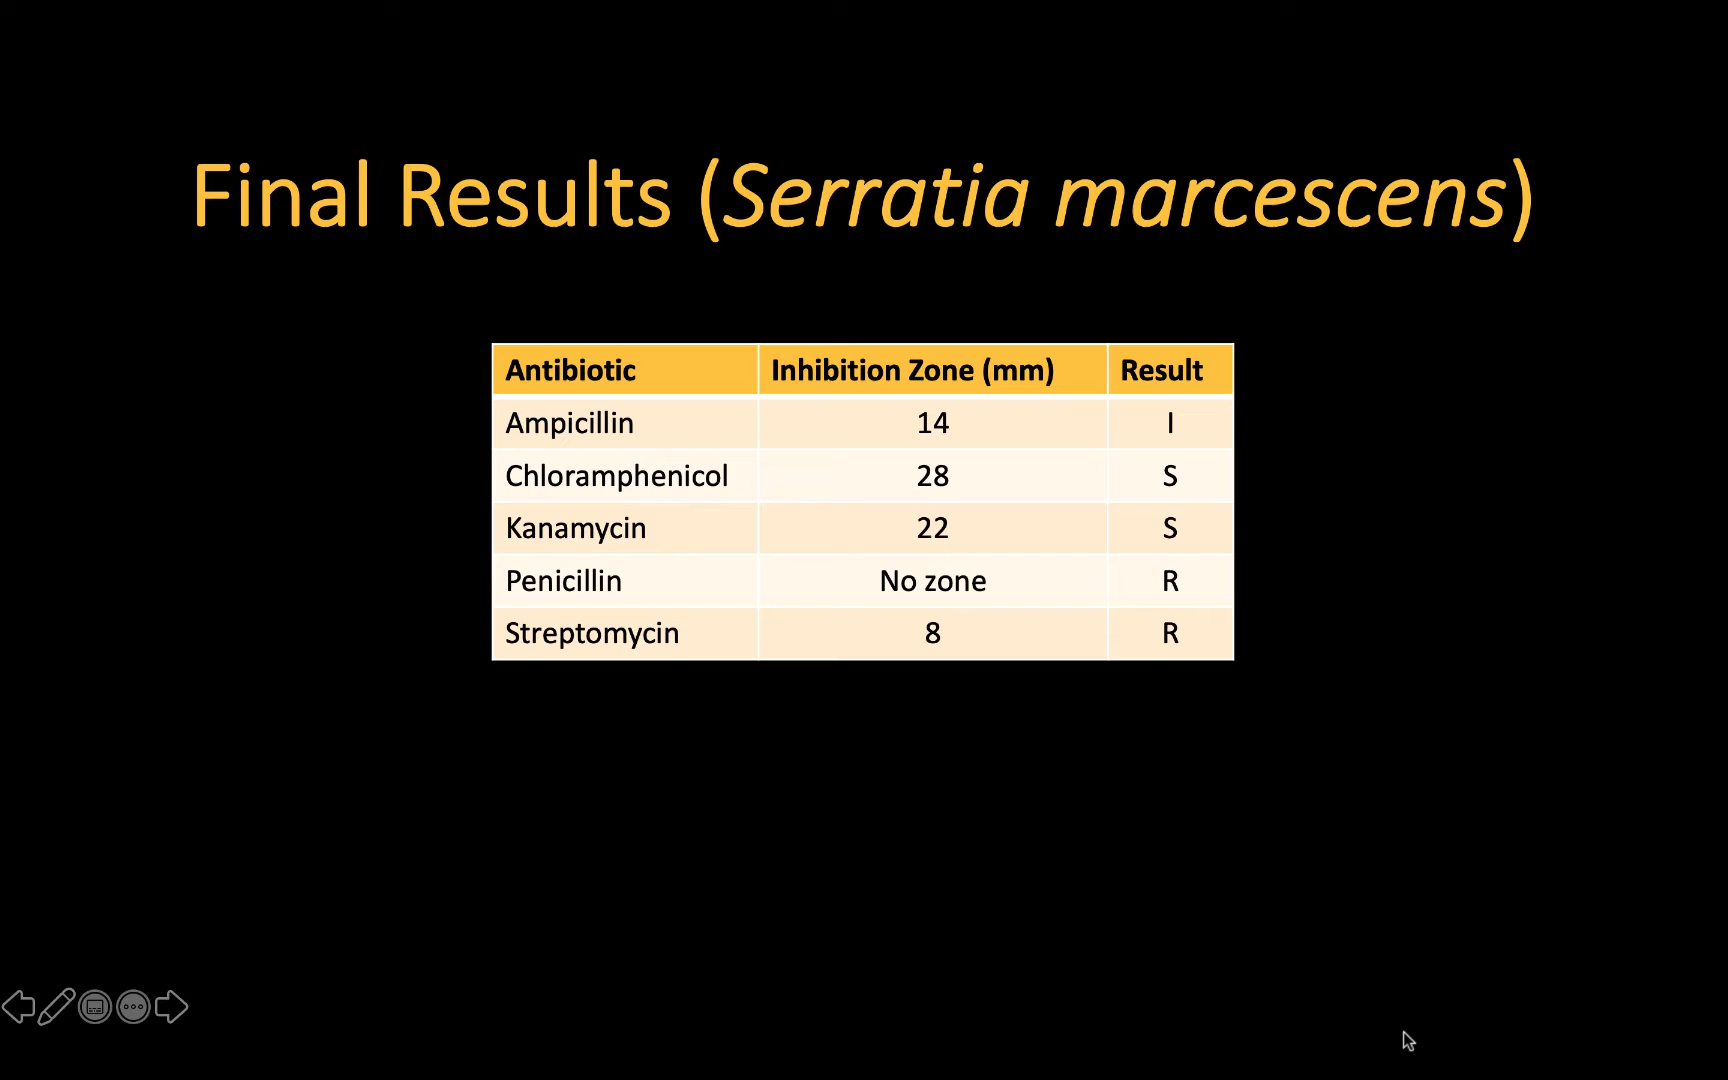 Final Results (Serratia marcescens)
Antibiotic Inhibition Zone (mm) Result
Ampicillin 14 I
Chloramphenicol 28 S
Kanamycin 22 S
Penicillin No zone R
Streptomycin 8 R